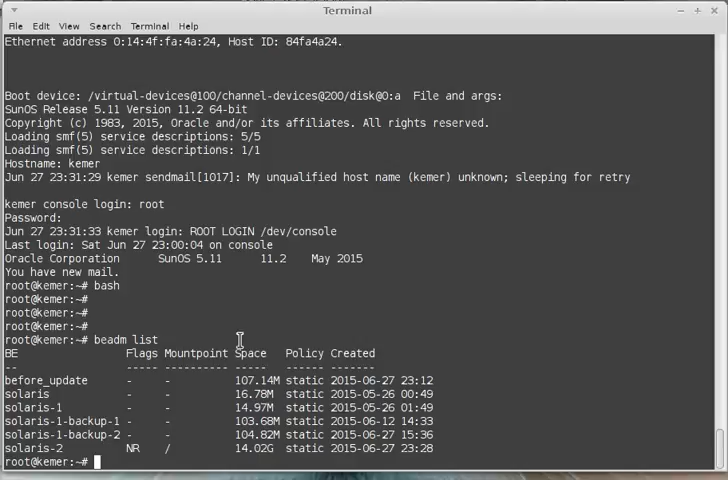 Terminal
File Edit View Search Terminal Help
Ethernet address 0:14:4f:fa:4a:24, Host ID: 84fa4a24.
Boot device: /virtual-devices@100/channel-devices@200/disk@0:a  File and args:
SunOS Release 5.11 Version 11.2 64-bit
Copyright (c) 1983, 2015, Oracle and/or its affiliates. All rights reserved.
Loading smf(5) service descriptions: 5/5
Loading smf(5) service descriptions: 1/1
Hostname: kemer
Jun 27 23:31:29 kemer sendmail[1017]: My unqualified host name (kemer) unknown; sleeping for retry
kemer console login: root
Password:
Jun 27 23:31:33 kemer login: ROOT LOGIN /dev/console
Last login: Sat Jun 27 23:00:04 on console
Oracle Corporation      SunOS 5.11      11.2    May 2015
You have new mail.
root@kemer:~# bash
root@kemer:~#
root@kemer:~#
root@kemer:~#
root@kemer:~# beadm list
BE                Flags Mountpoint Space   Policy Created
--                ----- ---------- -----   ------ -------
before_update     -     -          107.14M static 2015-06-27 23:12
solaris           -     -          16.78M  static 2015-05-26 00:49
solaris-1         -     -          14.97M  static 2015-05-26 01:49
solaris-1-backup-1 -     -          103.68M static 2015-06-12 14:33
solaris-1-backup-2 -     -          104.82M static 2015-06-27 15:36
solaris-2         NR    /          14.02G  static 2015-06-27 23:28
root@kemer:~#